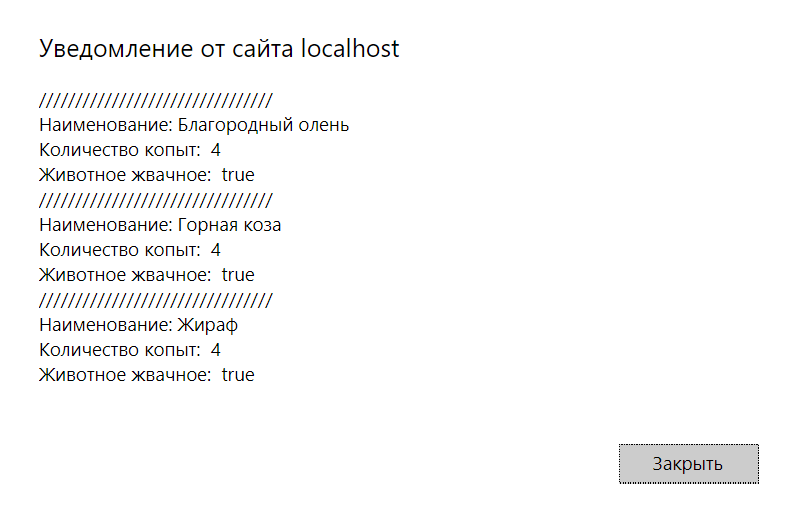 Уведомление от сайта localhost
////////////////////////////////
Наименование: Благородный олень
Количество копыт:  4
Животное жвачное:  true
////////////////////////////////
Наименование: Горная коза
Количество копыт:  4
Животное жвачное:  true
////////////////////////////////
Наименование: Жираф
Количество копыт:  4
Животное жвачное:  true
Закрыть